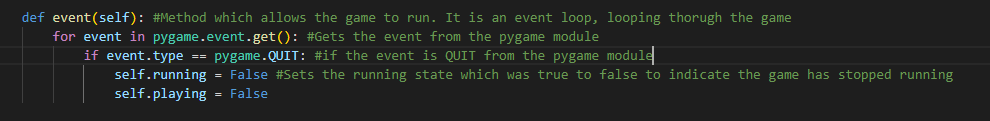 def event(self): #Method which allows the game to run. It is an event loop, looping thorugh the game
    for event in pygame.event.get(): #Gets the event from the pygame module
        if event.type == pygame.QUIT: #if the event is QUIT from the pygame module
            self.running = False #Sets the running state which was true to false to indicate the game has stopped running
            self.playing = False